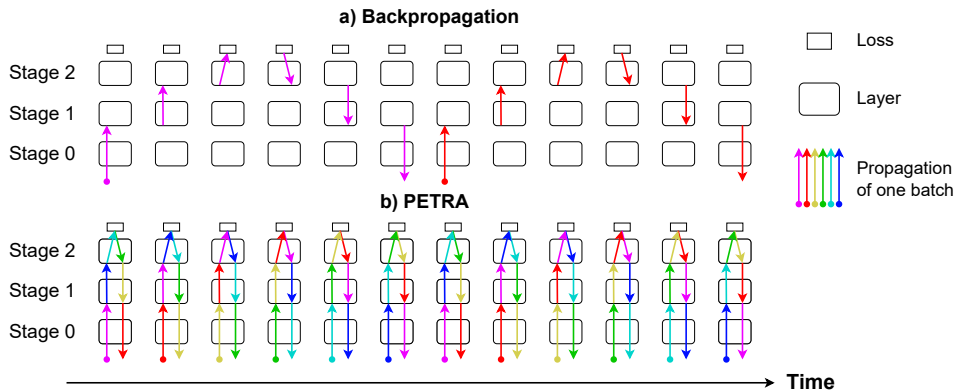 a) Backpropagation
Stage 2
Stage 1
Stage 0
b) PETRA
Stage 2
Stage 1
Stage 0
Time
Loss
Layer
Propagation
of one batch